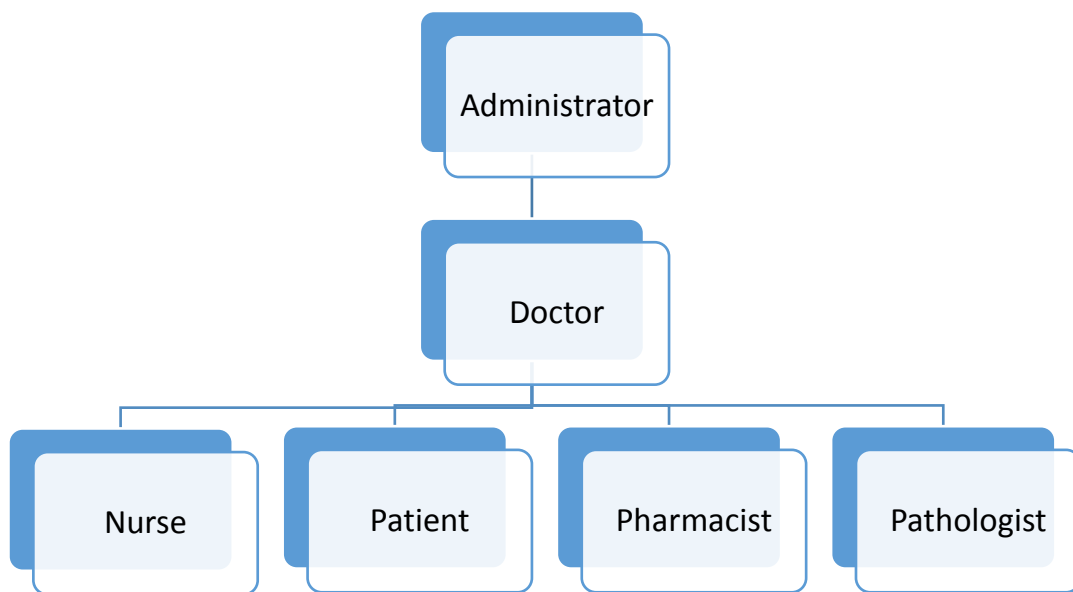 Administrator
Doctor
Nurse
Patient
Pharmacist
Pathologist